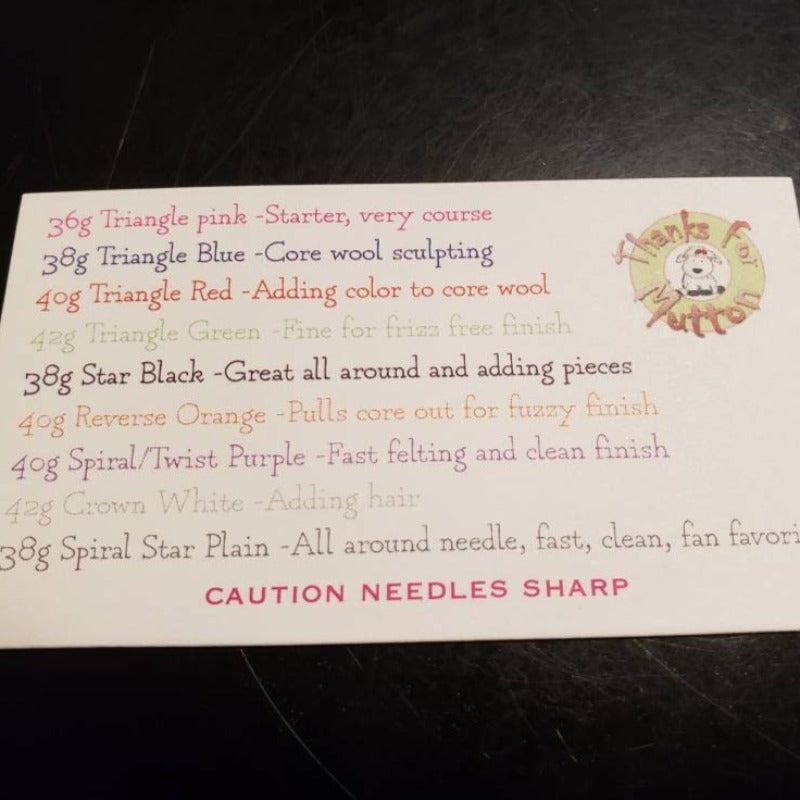 36g Triangle pink -Starter, very course
38g Triangle Blue -Core wool sculpting
40g Triangle Red -Adding color to core wool
42g Triangle Green -Fine for frizz free finish
38g Star Black -Great all around and adding pieces
40g Reverse Orange -Pulls core out for fuzzy finish
40g Spiral/Twist Purple -Fast felting and clean finish
42g Crown White -Adding hair
38g Spiral Star Plain -All around needle, fast, clean, fan favori
CAUTION NEEDLES SHARP
Thanks For
Mutton